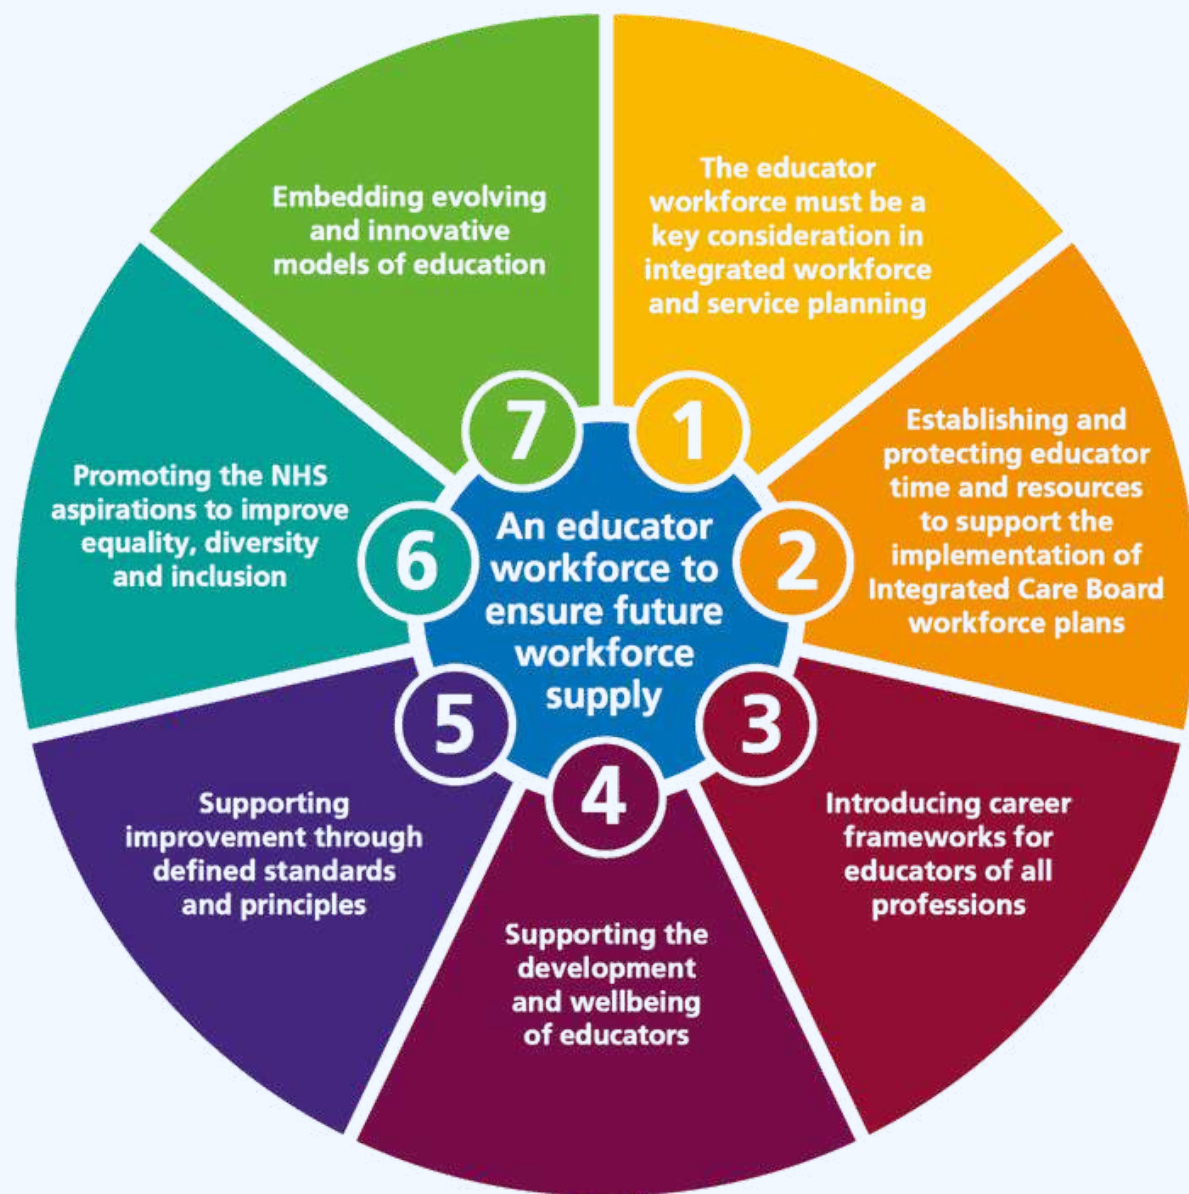 An educator
workforce to
ensure future
workforce
supply
1
The educator
workforce must be a
key consideration in
integrated workforce
and service planning
2
Establishing and
protecting educator
time and resources
to support the
implementation of
Integrated Care Board
workforce plans
3
Introducing career
frameworks for
educators of all
professions
4
Supporting the
development
and wellbeing
of educators
5
Supporting
improvement through
defined standards
and principles
6
Promoting the NHS
aspirations to improve
equality, diversity
and inclusion
7
Embedding evolving
and innovative
models of education